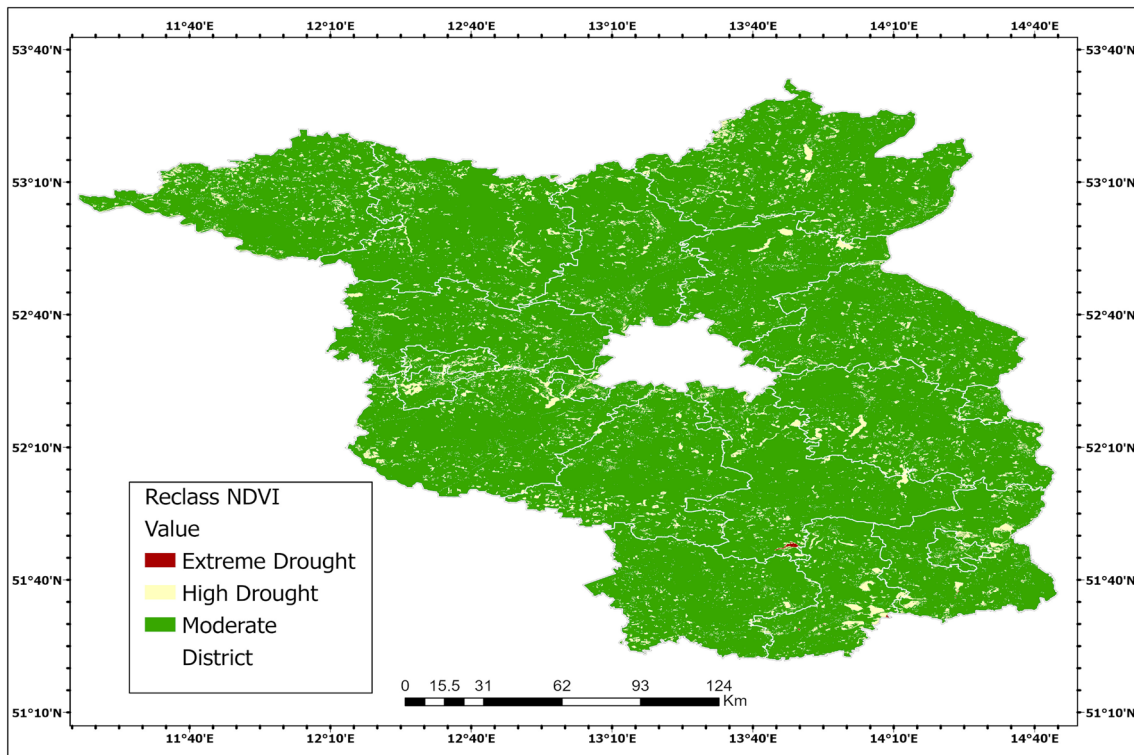 11°40'E 12°10'E 12°40'E 13°10'E 13°40'E 14°10'E 14°40'E
53°40'N 53°40'N
53°10'N 53°10'N
52°40'N 52°40'N
52°10'N 52°10'N
Reclass NDVI
Value
Extreme Drought
51°40'N 51°40'N
High Drought
Moderate
District
0 15.5 31 62 93 124
Km
51°10'N 51°10'N
11°40'E 12°10'E 12°40'E 13°10'E 13°40'E 14°10'E 14°40'E